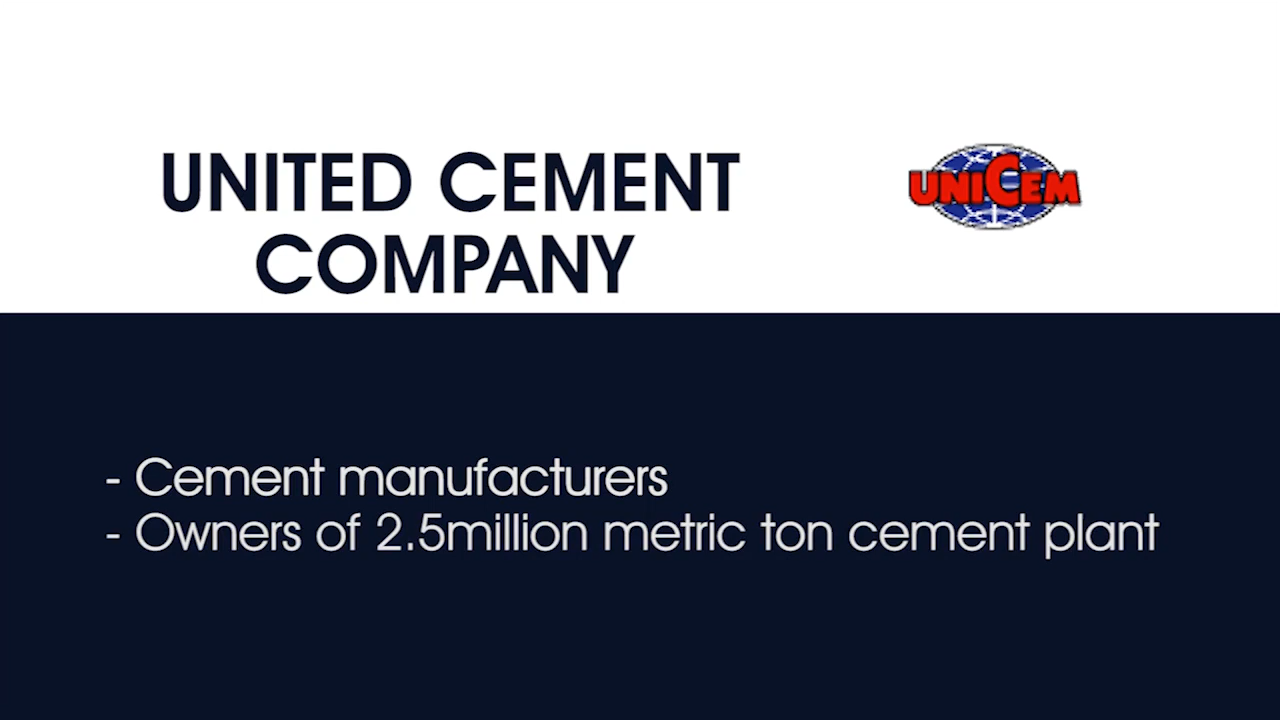 UNITED CEMENT
COMPANY
UNICEM
- Cement manufacturers
- Owners of 2.5million metric ton cement plant